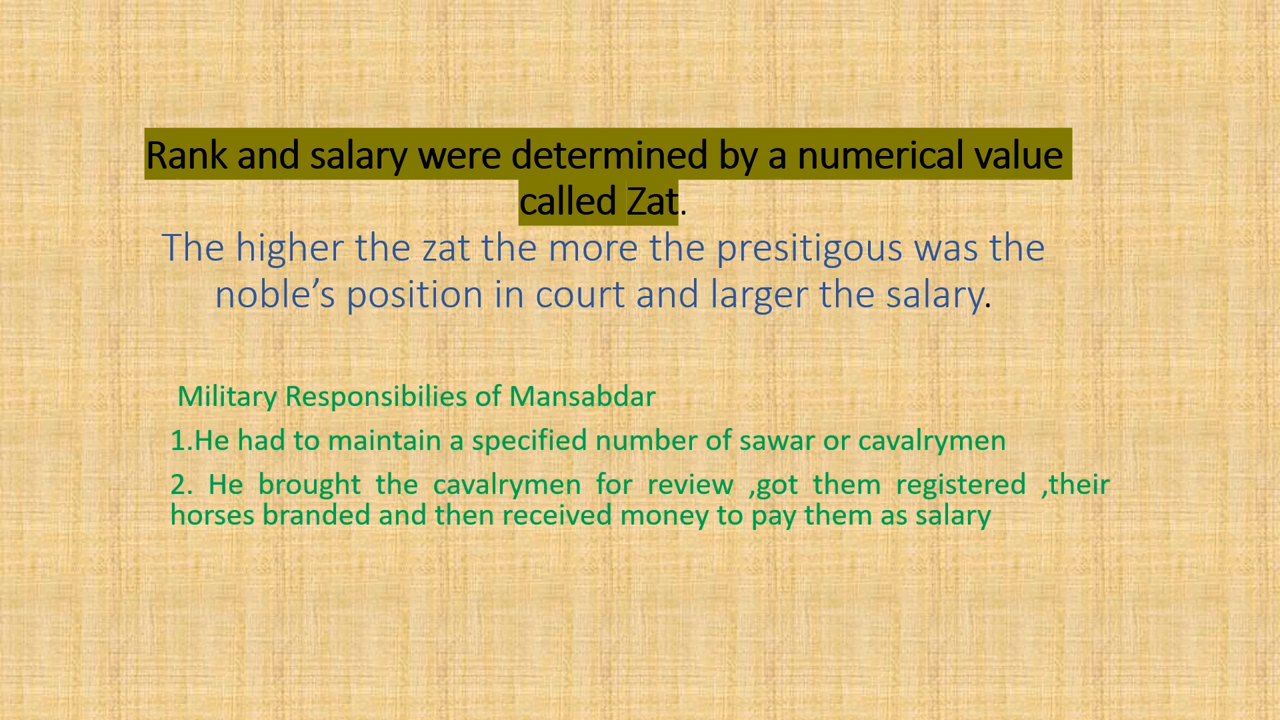 Rank and salary were determined by a numerical value
called Zat.
The higher the zat the more the presitigous was the
noble’s position in court and larger the salary.
Military Responsibilies of Mansabdar
1.He had to maintain a specified number of sawar or cavalrymen
2. He brought the cavalrymen for review ,got them registered ,their
horses branded and then received money to pay them as salary